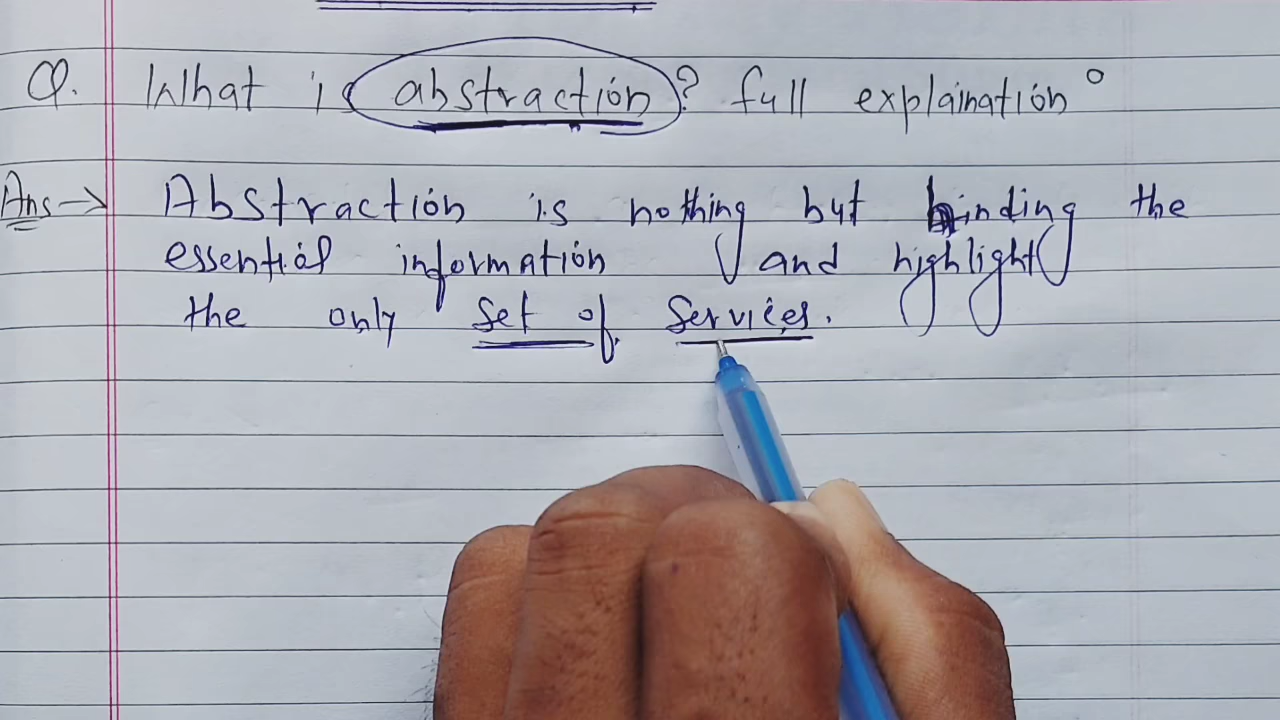 Q. What is abstraction? full explaination
Ans → Abstraction is nothing but hinding the
essential information and highlight
the only set of services.